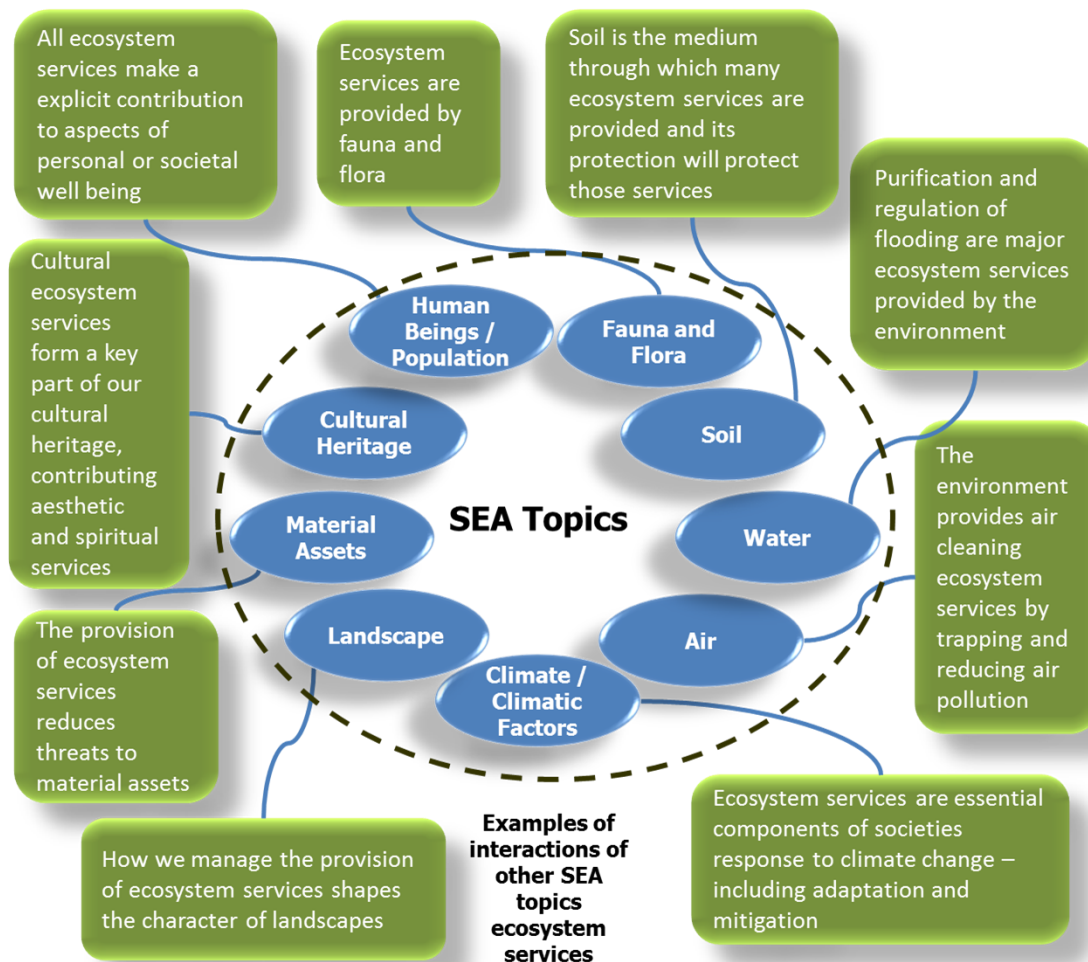 All ecosystem
services make a
explicit contribution
to aspects of
personal or societal
well being
Ecosystem
services are
provided by
fauna and
flora
Soil is the medium
through which many
ecosystem services are
provided and its
protection will protect
those services
Purification and
regulation of
flooding are major
ecosystem services
provided by the
environment
Cultural
ecosystem
services
form a key
part of our
cultural
heritage,
contributing
aesthetic
and spiritual
services
Human
Beings /
Population
Fauna and
Flora
Cultural
Heritage
Soil
Material
Assets
SEA Topics
Water
The
environment
provides air
cleaning
ecosystem
services by
trapping and
reducing air
pollution
Landscape
Air
Climate /
Climatic
Factors
The provision
of ecosystem
services
reduces
threats to
material assets
How we manage the provision
of ecosystem services shapes
the character of landscapes
Examples of
interactions of
other SEA
topics
ecosystem
services
Ecosystem services are essential
components of societies
response to climate change –
including adaptation and
mitigation